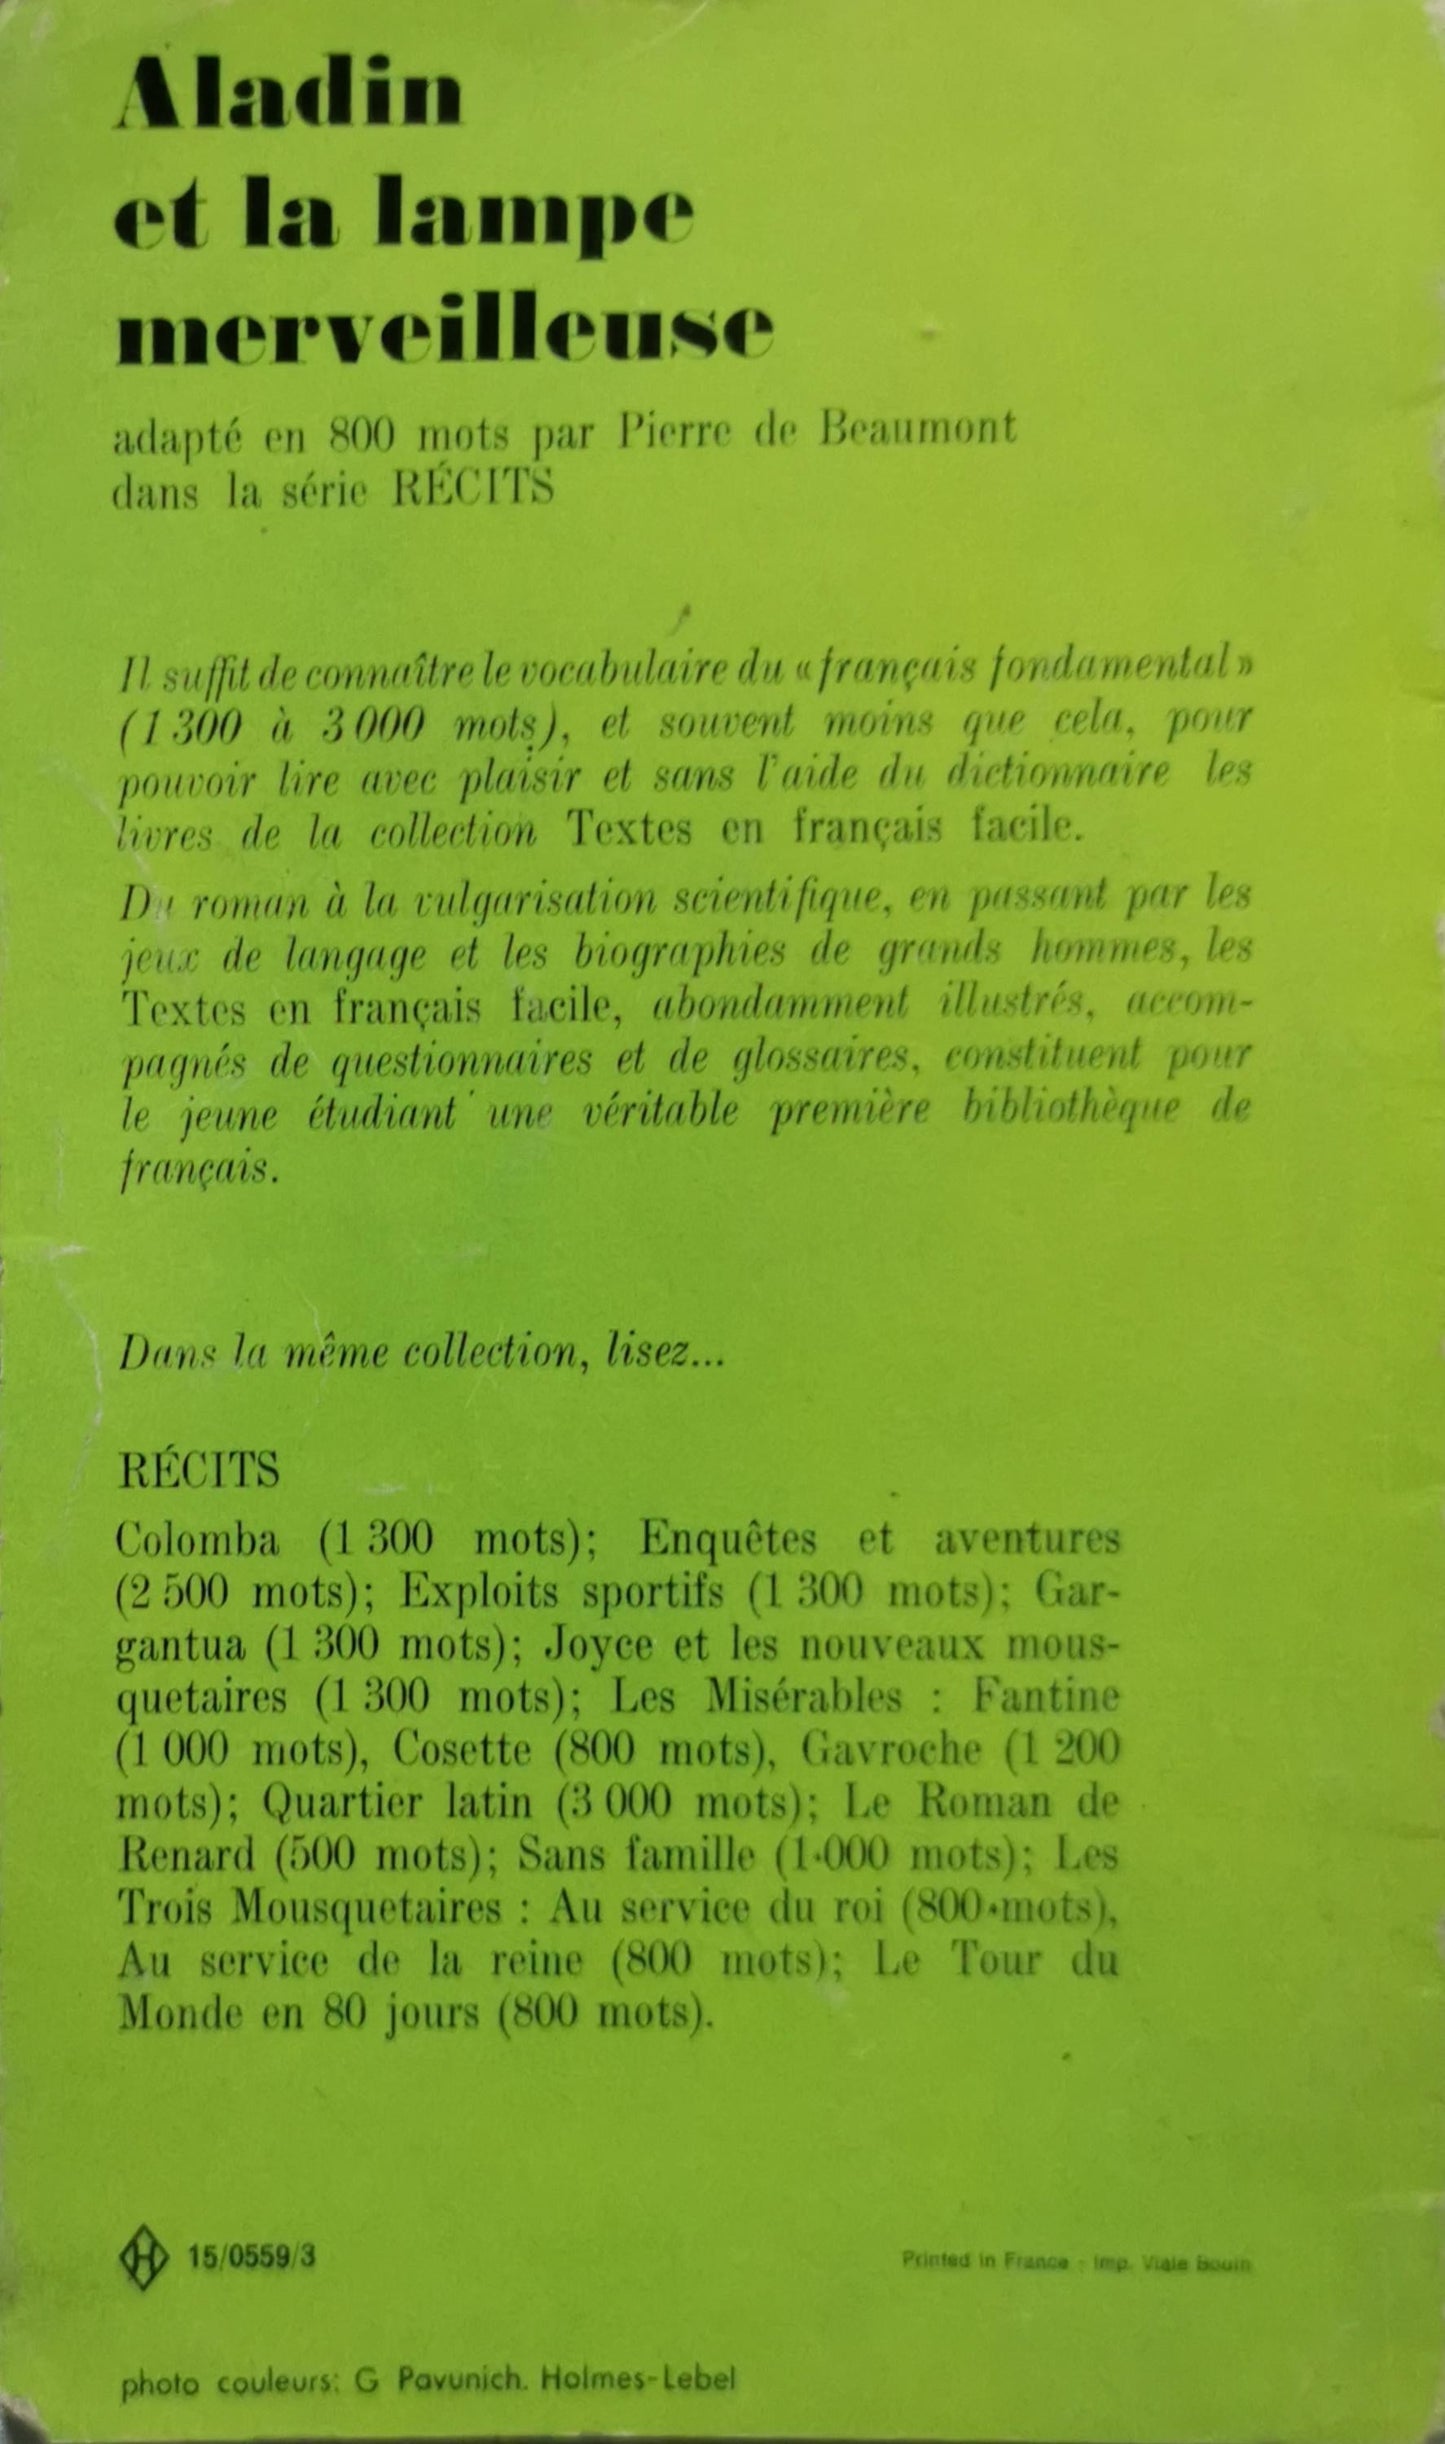 Aladin
et la lampe
merveilleuse
adapté en 800 mots par Pierre de Beaumont
dans la série RÉCITS
Il suffit de connaître le vocabulaire du « français fondamental »
(1 300 à 3 000 mots), et souvent moins que cela, pour
pouvoir lire avec plaisir et sans l'aide du dictionnaire les
livres de la collection Textes en français facile.
Du roman à la vulgarisation scientifique, en passant par les
jeux de langage et les biographies de grands hommes, les
Textes en français facile, abondamment illustrés, accom-
pagnés de questionnaires et de glossaires, constituent pour
le jeune étudiant une véritable première bibliothèque de
français.
Dans la même collection, lisez...
RÉCITS
Colomba (1 300 mots); Enquêtes et aventures
(2 500 mots); Exploits sportifs (1 300 mots); Gar-
gantua (1 300 mots); Joyce et les nouveaux mous-
quetaires (1 300 mots); Les Misérables : Fantine
(1 000 mots), Cosette (800 mots), Gavroche (1 200
mots); Quartier latin (3 000 mots); Le Roman de
Renard (500 mots); Sans famille (1 000 mots); Les
Trois Mousquetaires : Au service du roi (800 mots),
Au service de la reine (800 mots); Le Tour du
Monde en 80 jours (800 mots).
H 15/0559/3
Printed in France - Imp.
photo couleurs: G Pavunich. Holmes-Lebel